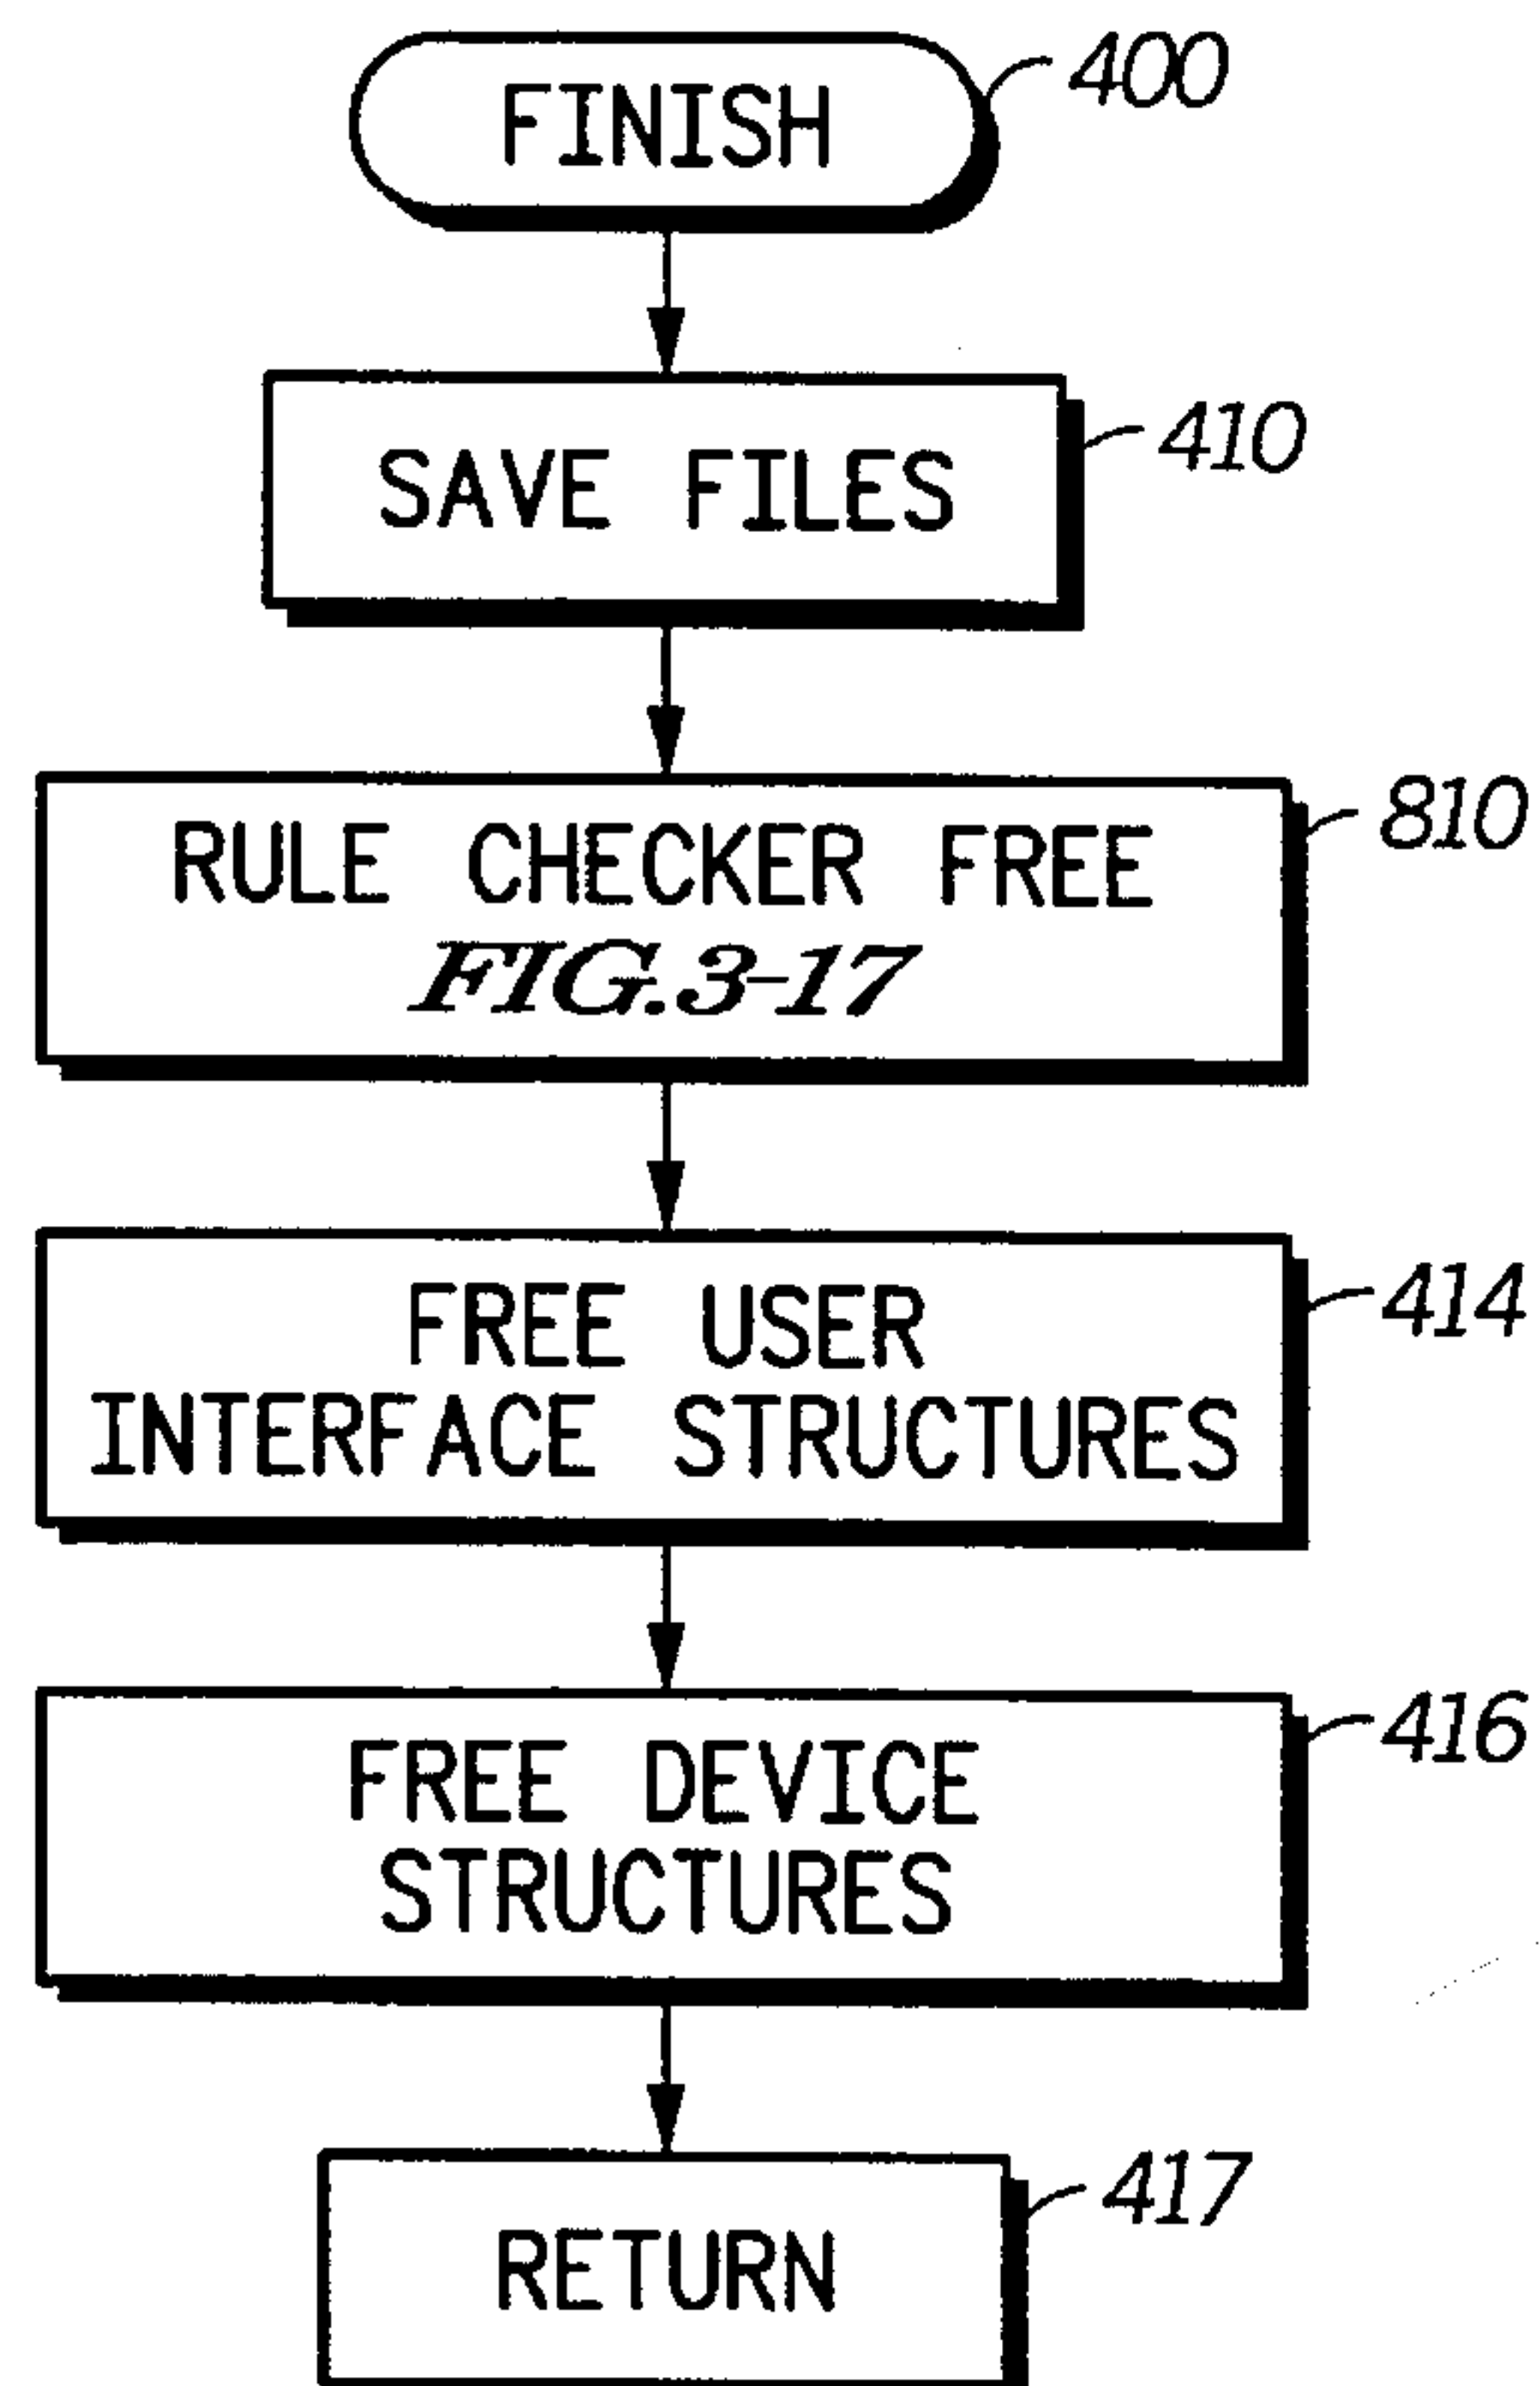 FINISH
400
SAVE FILES
410
RULE CHECKER FREE
FIG.3-17
810
FREE USER
INTERFACE STRUCTURES
414
FREE DEVICE
STRUCTURES
416
RETURN
417